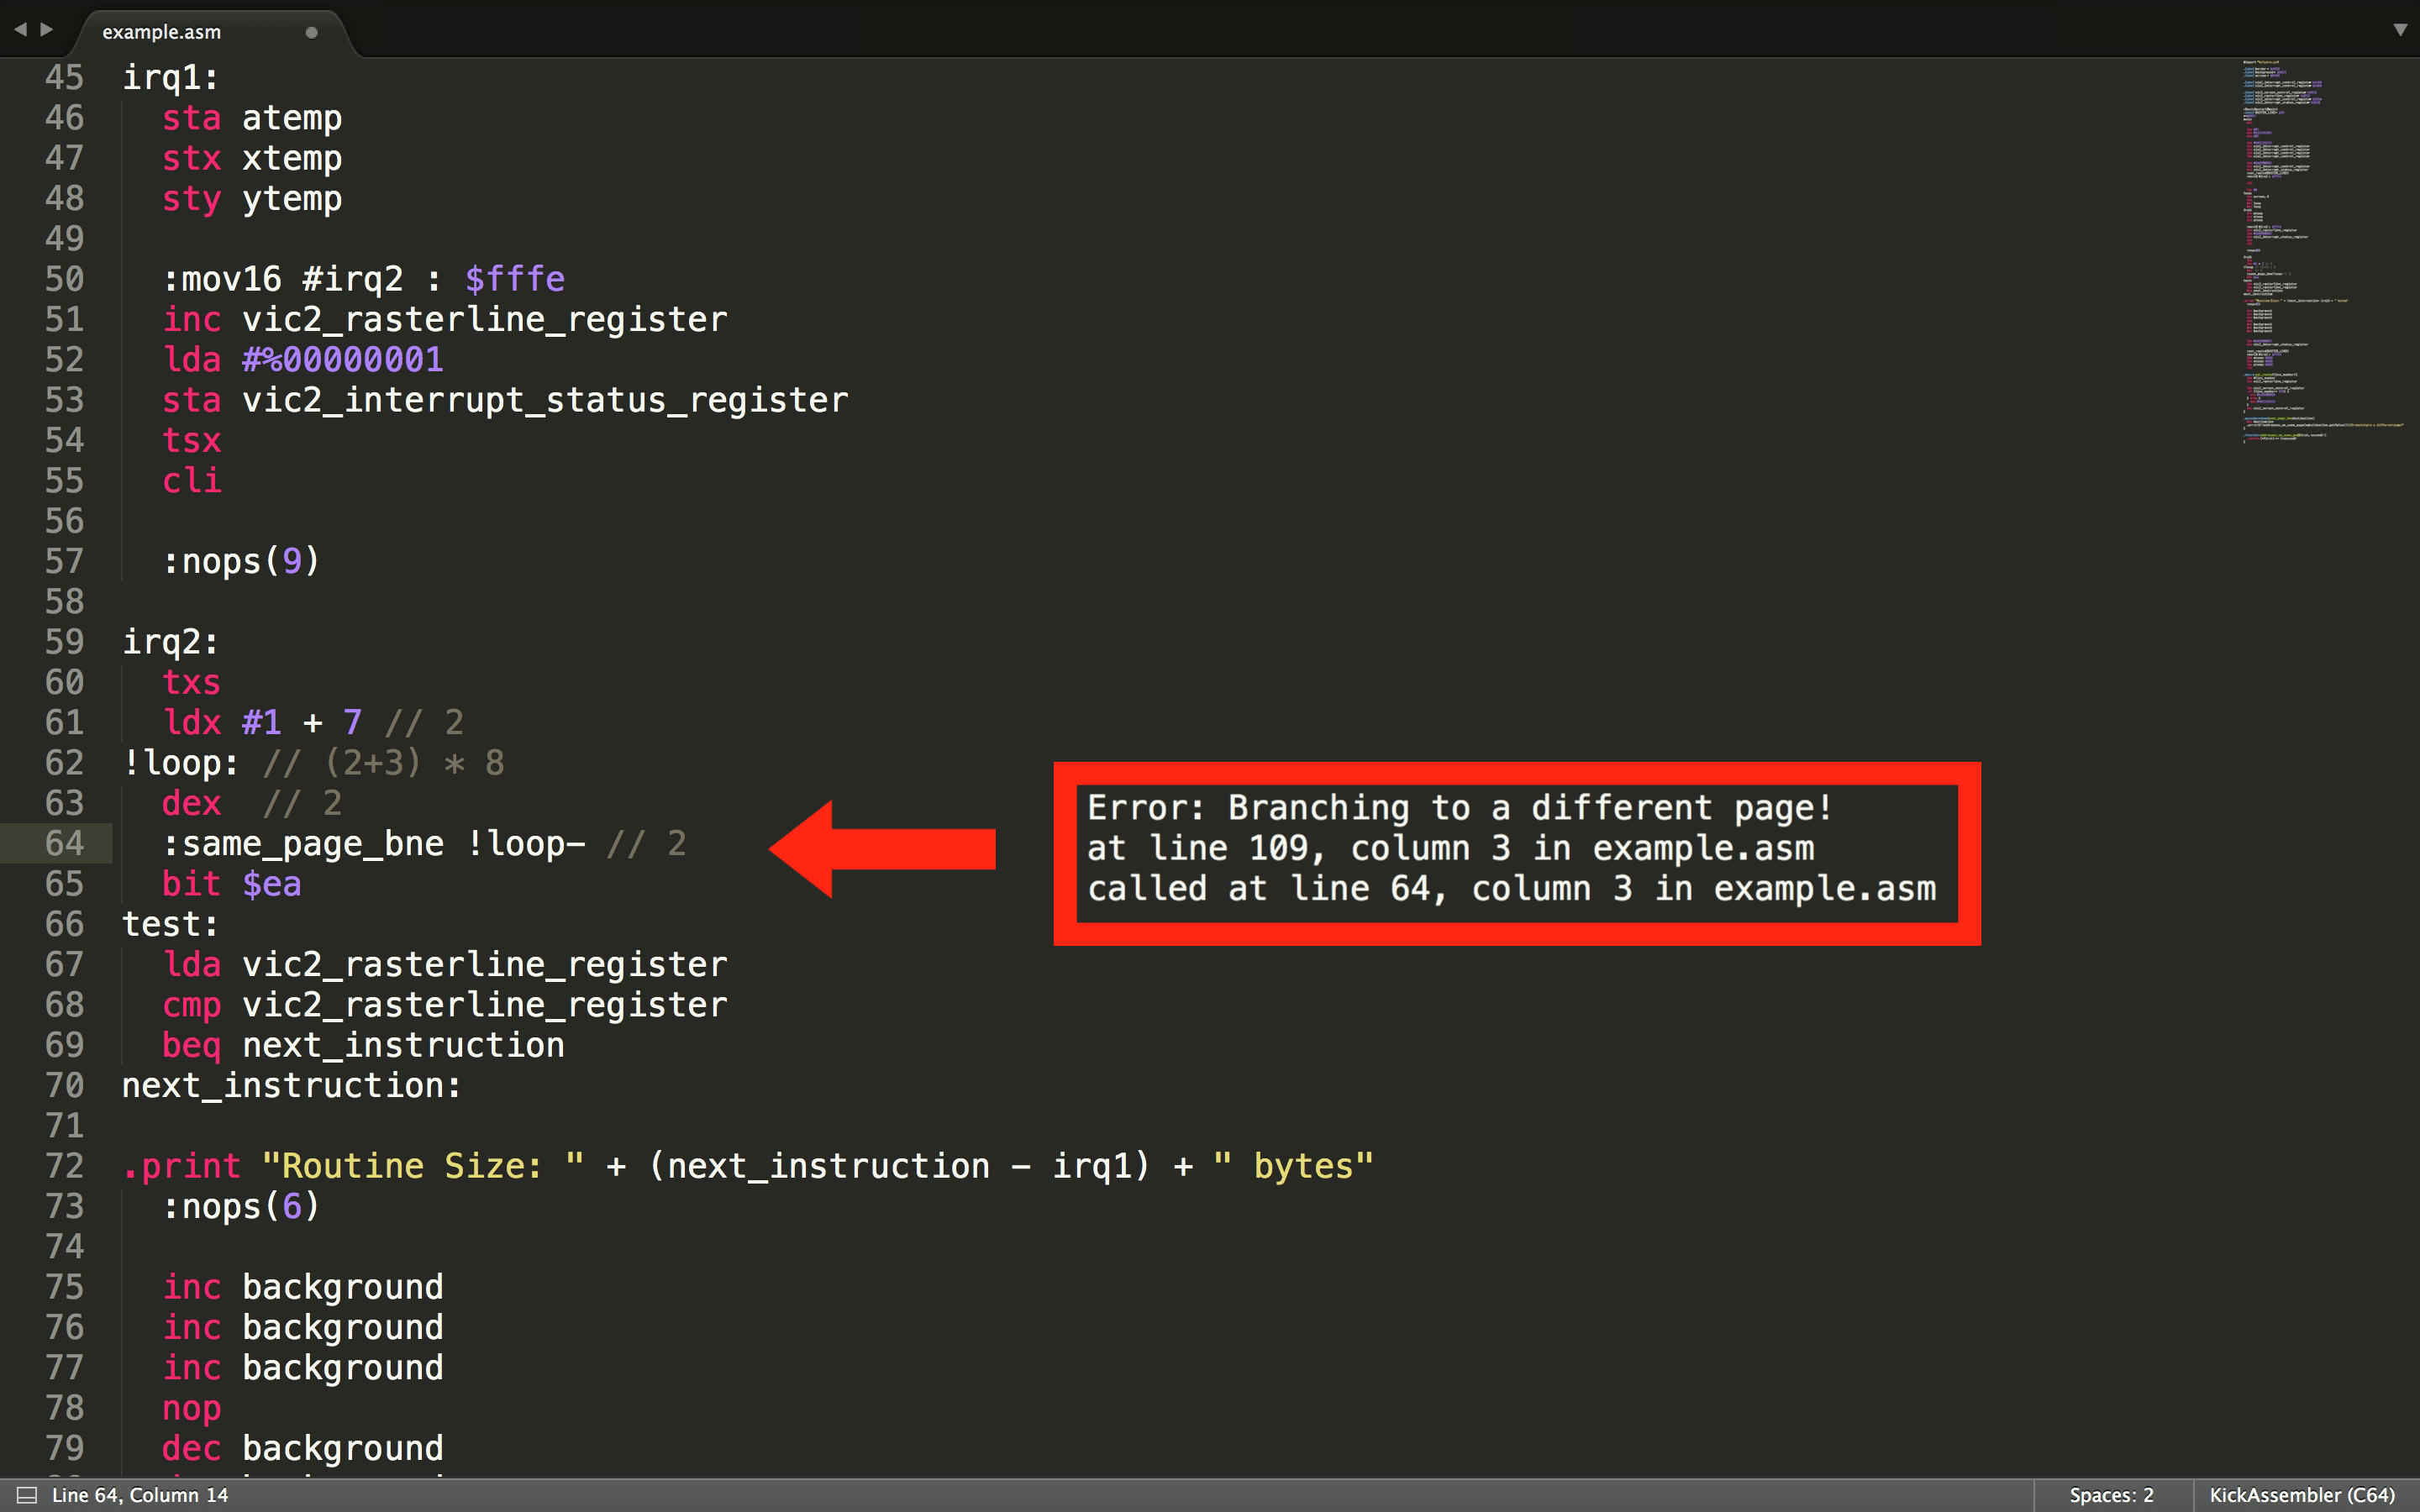 example.asm
45 irq1:
46 sta atemp
47 stx xtemp
48 sty ytemp
49
50 :mov16 #irq2 : $fffe
51 inc vic2_rasterline_register
52 lda #%00000001
53 sta vic2_interrupt_status_register
54 tsx
55 cli
56
57 :nops(9)
58
59 irq2:
60 txs
61 ldx #1 + 7 // 2
62 !loop: // (2+3) * 8
63 dex // 2
64 :same_page_bne !loop- // 2
65 bit $ea
66 test:
67 lda vic2_rasterline_register
68 cmp vic2_rasterline_register
69 beq next_instruction
70 next_instruction:
71
72 .print "Routine Size: " + (next_instruction - irq1) + " bytes"
73 :nops(6)
74
75 inc background
76 inc background
77 inc background
78 nop
79 dec background
Error: Branching to a different page!
at line 109, column 3 in example.asm
called at line 64, column 3 in example.asm
Line 64, Column 14
Spaces: 2
KickAssembler (C64)